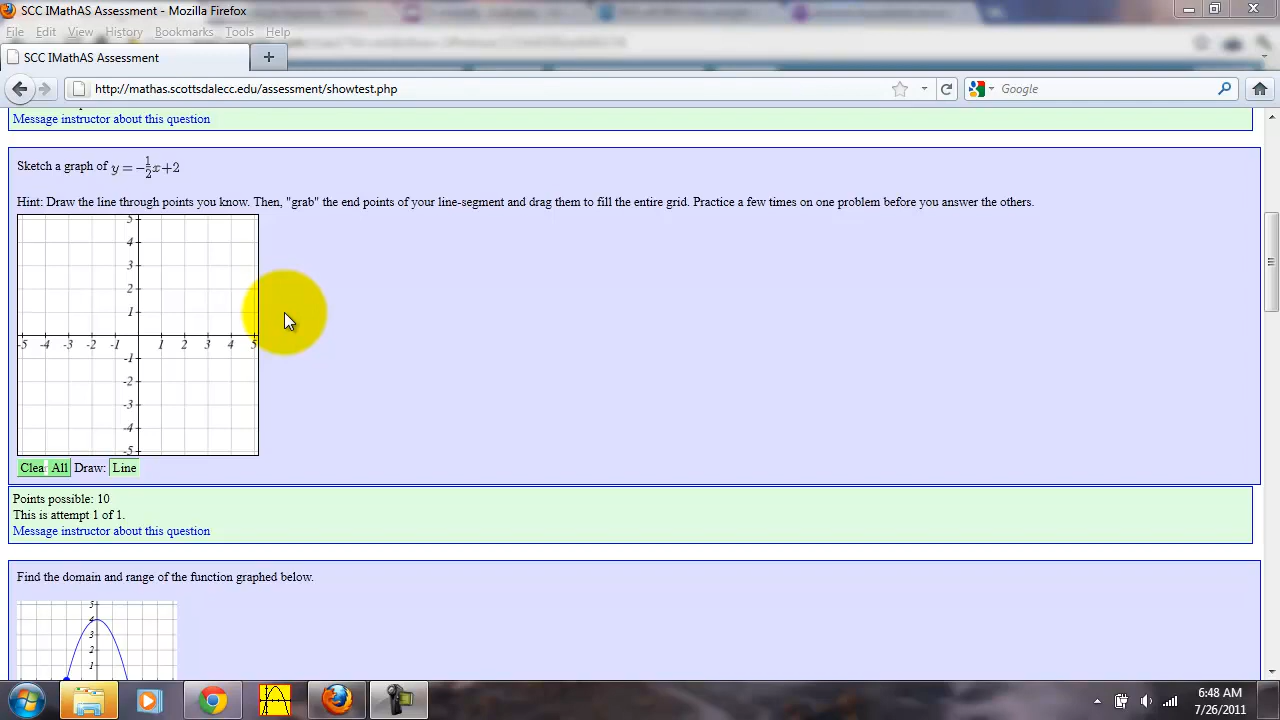 SCC IMathAS Assessment - Mozilla Firefox
File Edit View History Bookmarks Tools Help
SCC IMathAS Assessment
http://mathas.scottsdalecc.edu/assessment/showtest.php
Google
Message instructor about this question
Sketch a graph of y = -1/2x+2
Hint: Draw the line through points you know. Then, "grab" the end points of your line-segment and drag them to fill the entire grid. Practice a few times on one problem before you answer the others.
5
4
3
2
1
-5 -4 -3 -2 -1 1 2 3 4 5
-1
-2
-3
-4
-5
Clear All Draw: Line
Points possible: 10
This is attempt 1 of 1.
Message instructor about this question
Find the domain and range of the function graphed below.
5
4
3
2
1
6:48 AM
7/26/2011